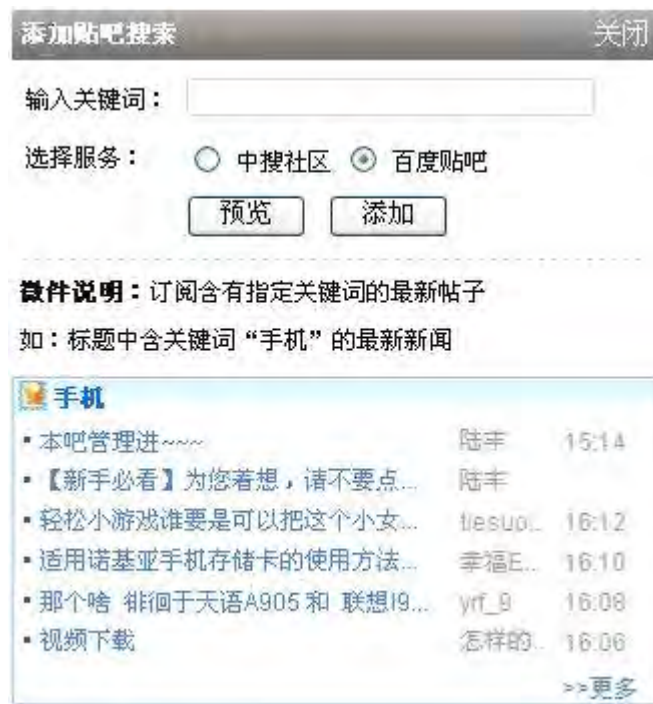 添加贴吧搜索 关闭
输入关键词：
选择服务： 中搜社区 百度贴吧
预览 添加
微件说明：订阅含有指定关键词的最新帖子
如：标题中含关键词“手机”的最新新闻
手机
▪ 本吧管理进~~~ 陆丰 15:14
▪ 【新手必看】为您着想，请不要点... 陆丰
▪ 轻松小游戏谁要是可以把这个小女... tiesuo... 16:12
▪ 适用诺基亚手机存储卡的使用方法... 幸福E... 16:10
▪ 那个啥 徘徊于天语A905 和 联想I9... yrf_9 16:08
▪ 视频下载 怎样的... 16:06
>>更多